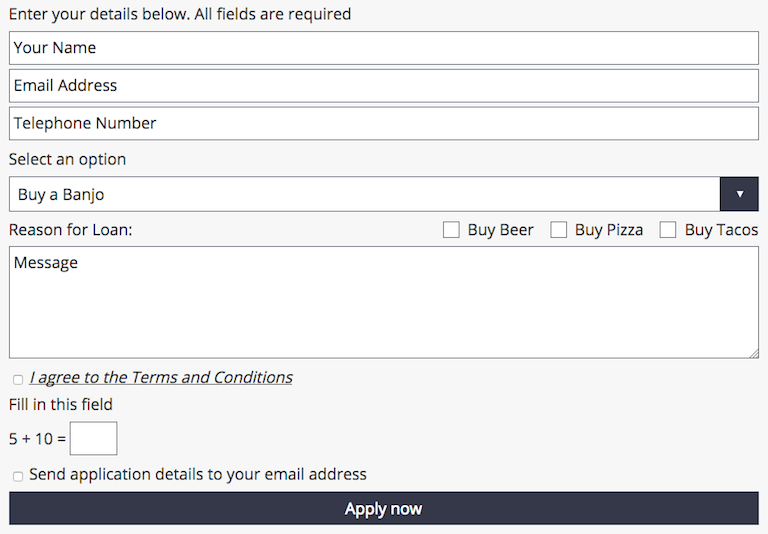 Enter your details below. All fields are required
Your Name
Email Address
Telephone Number
Select an option
Buy a Banjo
Reason for Loan: Buy Beer Buy Pizza Buy Tacos
Message
I agree to the Terms and Conditions
Fill in this field
5 + 10 =
Send application details to your email address
Apply now